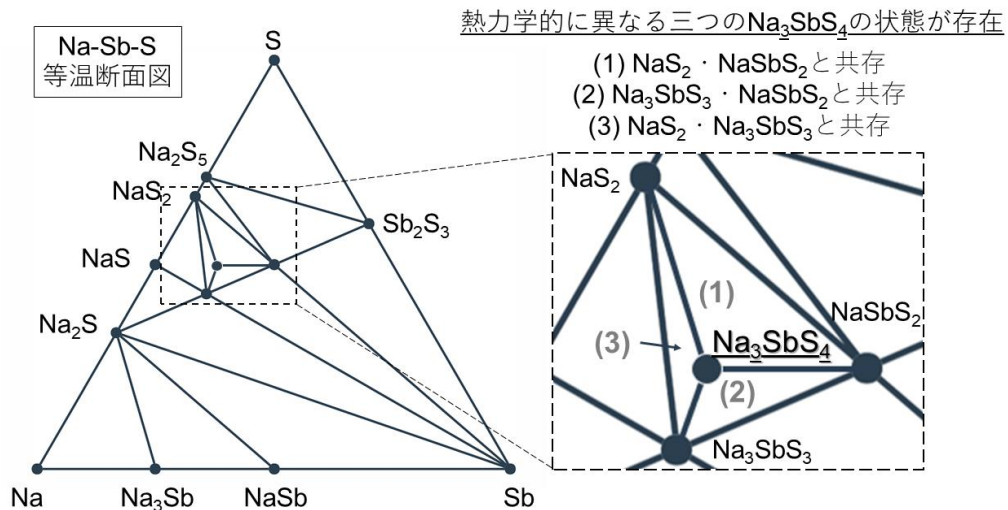 熱力学的に異なる三つのNa3SbS4の状態が存在
Na-Sb-S
等温断面図
(1) NaS2・NaSbS2と共存
(2) Na3SbS3・NaSbS2と共存
(3) NaS2・Na3SbS3と共存
S
Na2S5
NaS2
Sb2S3
NaS
Na2S
Na
Na3Sb
NaSb
Sb
NaS2
(1)
NaSbS2
(3)
Na3SbS4
(2)
Na3SbS3